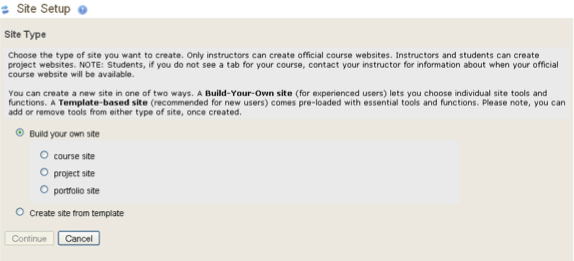 Site Setup
Site Type
Choose the type of site you want to create. Only instructors can create official course websites. Instructors and students can create
project websites. NOTE: Students, if you do not see a tab for your course, contact your instructor for information about when your official
course website will be available.
You can create a new site in one of two ways. A Build-Your-Own site (for experienced users) lets you choose individual site tools and
functions. A Template-based site (recommended for new users) comes pre-loaded with essential tools and functions. Please note, you can
add or remove tools from either type of site, once created.
Build your own site
course site
project site
portfolio site
Create site from template
Continue Cancel